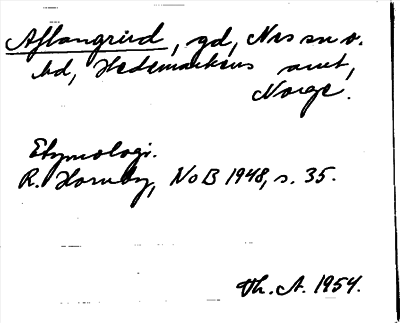 Aflangrud, gd, Nes sn o.
hd, Hedemarkens amt,
Norge.
Etymologi.
R. Hornby, NoB 1948, s. 35.
Th. A. 1954.